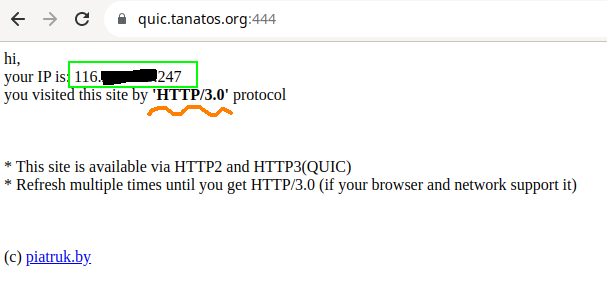 quic.tanatos.org:444
hi,
your IP is: 116. .247
you visited this site by 'HTTP/3.0' protocol
* This site is available via HTTP2 and HTTP3(QUIC)
* Refresh multiple times until you get HTTP/3.0 (if your browser and network support it)
(c) piatruk.by